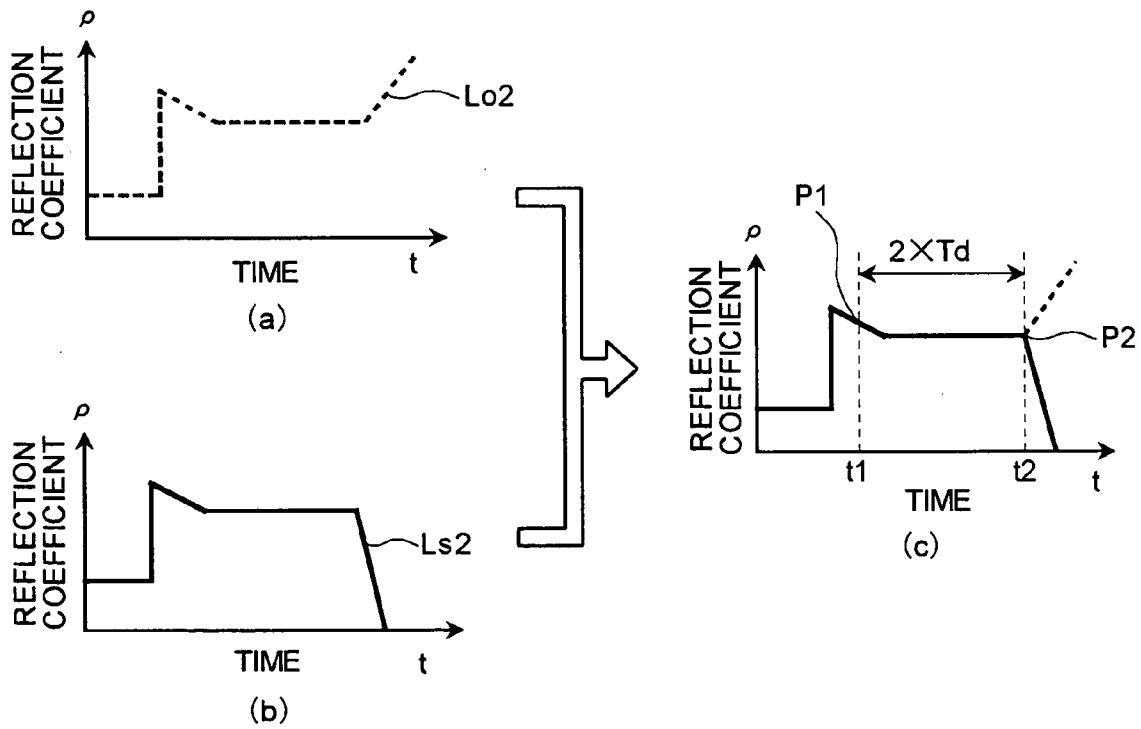 ρ
REFLECTION
COEFFICIENT
Lo2
TIME
t
(a)
ρ
REFLECTION
COEFFICIENT
Ls2
TIME
t
(b)
P1
ρ
2×Td
REFLECTION
COEFFICIENT
P2
t1
t2
t
TIME
(c)